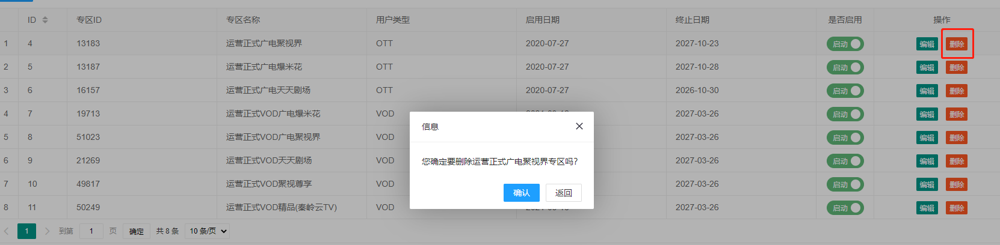 ID 专区ID 专区名称 用户类型 启用日期 终止日期 是否启用 操作
1 4 13183 运营正式广电聚视界 OTT 2020-07-27 2027-10-23 启动 编辑 删除
2 5 13187 运营正式广电爆米花 OTT 2020-07-27 2027-10-28 启动 编辑 删除
3 6 16157 运营正式广电天天剧场 OTT 2020-07-27 2026-10-30 启动 编辑 删除
4 7 19713 运营正式VOD广电爆米花 VOD 2027-03-26 启动 编辑 删除
5 8 51023 运营正式VOD广电聚视界 VOD 2027-03-26 启动 编辑 删除
6 9 21269 运营正式VOD天天剧场 VOD 2027-03-26 启动 编辑 删除
7 10 49817 运营正式VOD聚视尊享 VOD 2027-03-26 启动 编辑 删除
8 11 50249 运营正式VOD精品(秦岭云TV) VOD 2027-03-26 启动 编辑 删除
信息
您确定要删除运营正式广电聚视界专区吗？
确认 返回
1 到第 1 页 确定 共 8 条 10 条/页